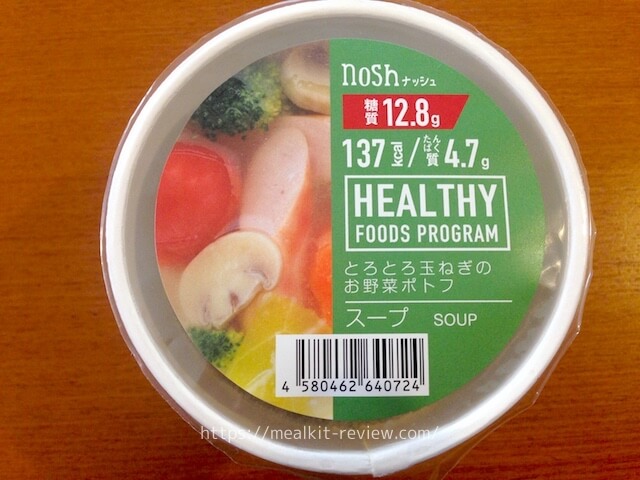 nosh ナッシュ
糖質 12.8g
137kcal/たんぱく質4.7g
HEALTHY
FOODS PROGRAM
とろとろ玉ねぎの
お野菜ポトフ
スープ SOUP
4 580462 640724
https://mealkit-review.com/